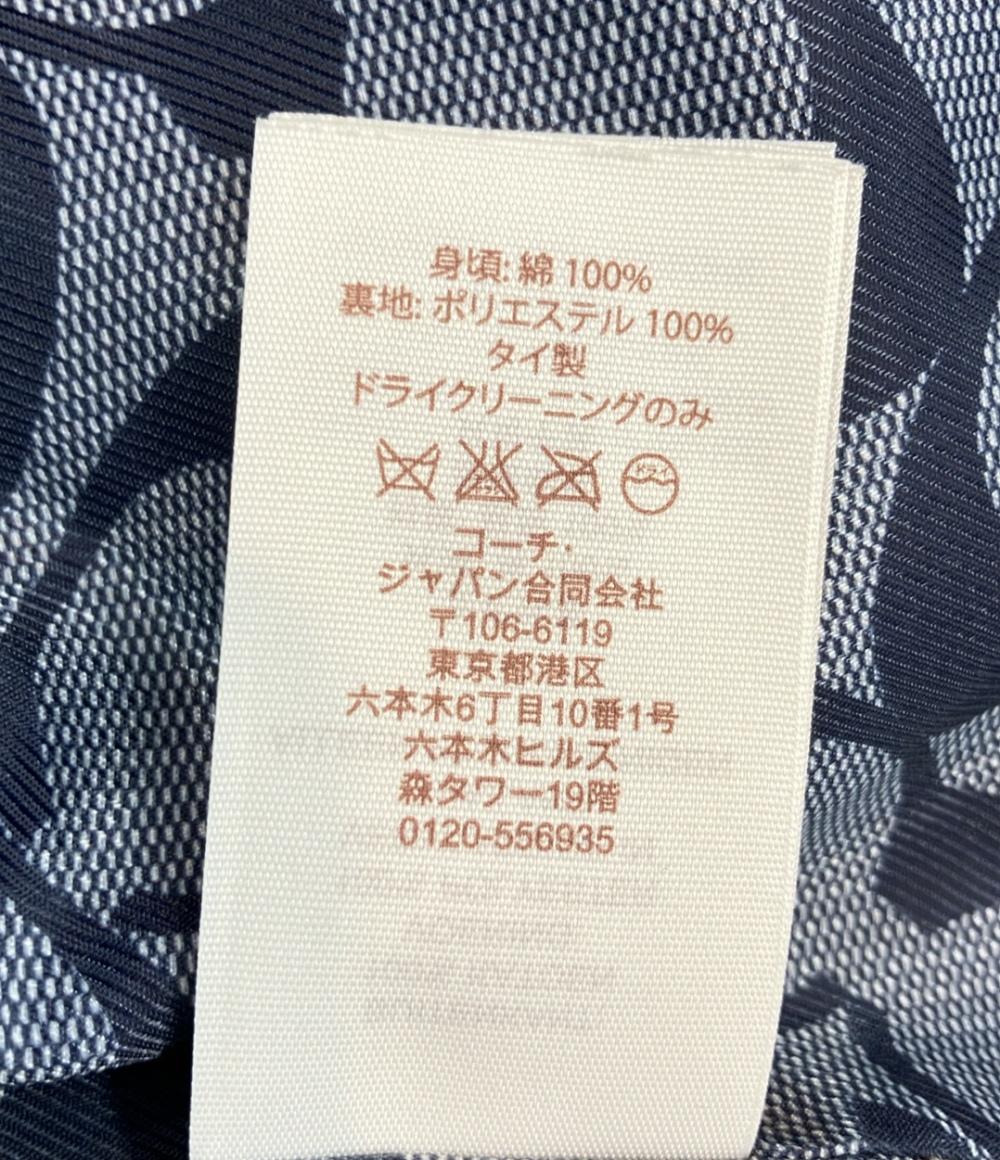 身頃: 綿 100%
裏地: ポリエステル 100%
タイ製
ドライクリーニングのみ
ドライ
コーチ・
ジャパン合同会社
〒106-6119
東京都港区
六本木6丁目10番1号
六本木ヒルズ
森タワー19階
0120-556935